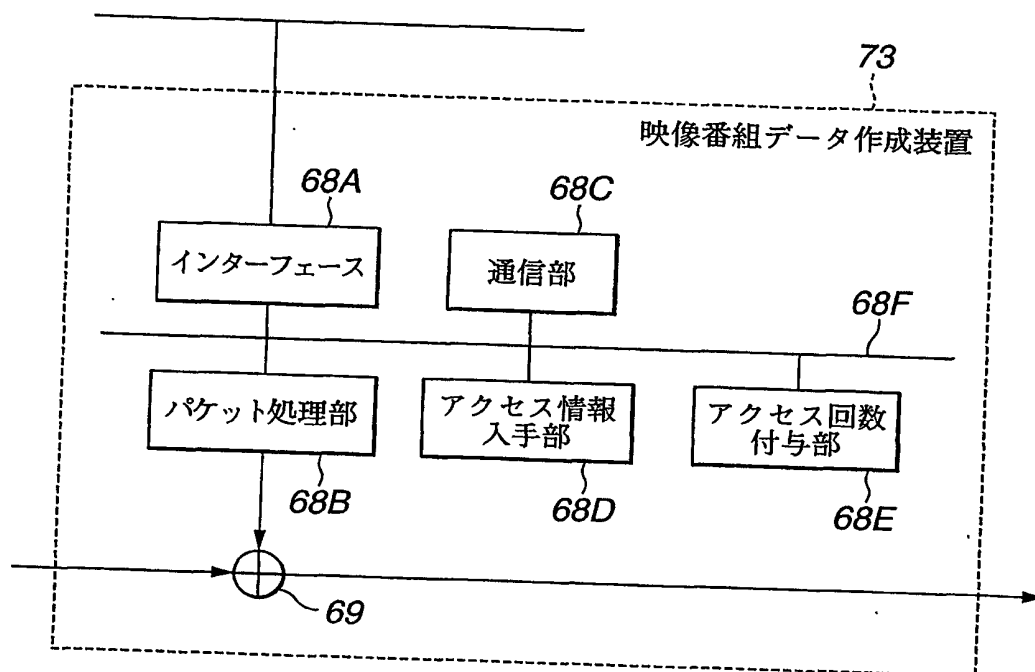 73
映像番組データ作成装置
68A
68C
インターフェース
通信部
68F
パケット処理部
アクセス情報
入手部
アクセス回数
付与部
68B
68D
68E
69